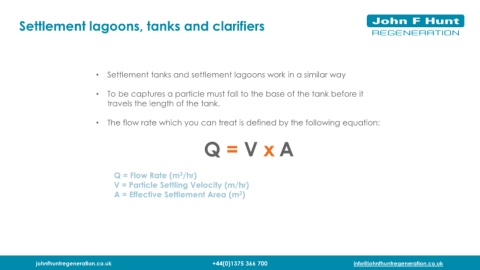 Settlement lagoons, tanks and clarifiers
John F Hunt
REGENERATION
• Settlement tanks and settlement lagoons work in a similar way
• To be captures a particle must fall to the base of the tank before it
travels the length of the tank.
• The flow rate which you can treat is defined by the following equation:
Q = V x A
Q = Flow Rate (m³/hr)
V = Particle Settling Velocity (m/hr)
A = Effective Settlement Area (m²)
johnfhuntregeneration.co.uk
+44(0)1375 366 700
info@johnfhuntregeneration.co.uk